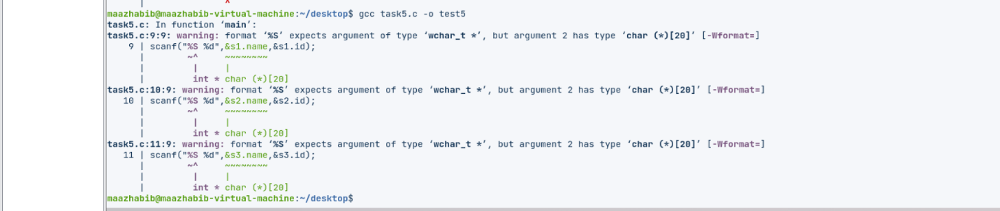 |             ^
maazhabib@maazhabib-virtual-machine:~/desktop$ gcc task5.c -o test5
task5.c: In function ‘main’:
task5.c:9:9: warning: format ‘%S’ expects argument of type ‘wchar_t *’, but argument 2 has type ‘char (*)[20]’ [-Wformat=]
    9 | scanf("%S %d",&s1.name,&s1.id);
      |        ~^     ~~~~~~~~
      |         |     |
      |         int * char (*)[20]
task5.c:10:9: warning: format ‘%S’ expects argument of type ‘wchar_t *’, but argument 2 has type ‘char (*)[20]’ [-Wformat=]
   10 | scanf("%S %d",&s2.name,&s2.id);
      |        ~^     ~~~~~~~~
      |         |     |
      |         int * char (*)[20]
task5.c:11:9: warning: format ‘%S’ expects argument of type ‘wchar_t *’, but argument 2 has type ‘char (*)[20]’ [-Wformat=]
   11 | scanf("%S %d",&s3.name,&s3.id);
      |        ~^     ~~~~~~~~
      |         |     |
      |         int * char (*)[20]
maazhabib@maazhabib-virtual-machine:~/desktop$